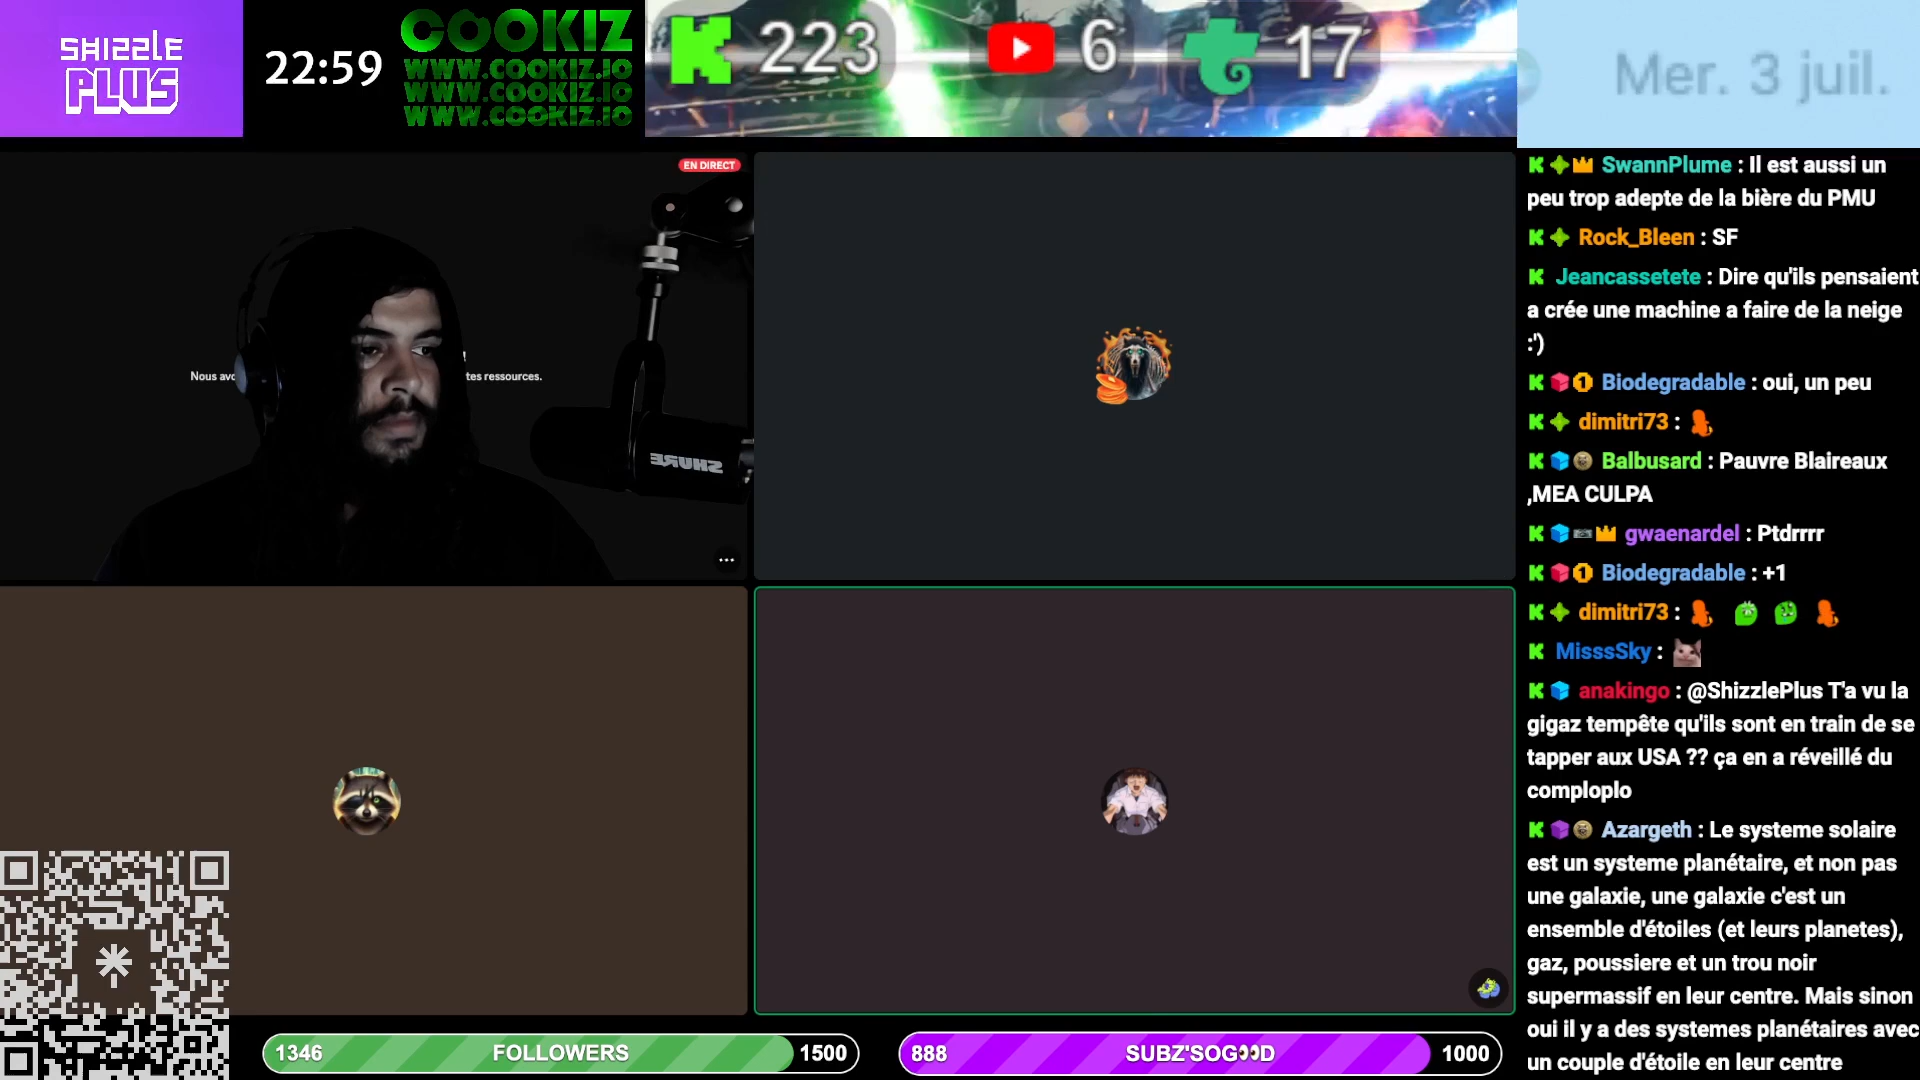 SHIZZLE
PLUS
22:59
COOKIZ
WWW.COOKIZ.IO
WWW.COOKIZ.IO
WWW.COOKIZ.IO
223
6
17
Mer. 3 juil.
EN DIRECT
Nous avo
tes ressources.
SHURE
SwannPlume : Il est aussi un
peu trop adepte de la bière du PMU
Rock_Bleen : SF
Jeancassetete : Dire qu'ils pensaient
a crée une machine a faire de la neige
:')
Biodegradable : oui, un peu
dimitri73 :
Balbusard : Pauvre Blaireaux
,MEA CULPA
gwaenardel : Ptdrrrr
Biodegradable : +1
dimitri73 :
MisssSky :
anakingo : @ShizzlePlus T'a vu la
gigaz tempête qu'ils sont en train de se
tapper aux USA ?? ça en a réveillé du
comploplo
Azargeth : Le systeme solaire
est un systeme planétaire, et non pas
une galaxie, une galaxie c'est un
ensemble d'étoiles (et leurs planetes),
gaz, poussiere et un trou noir
supermassif en leur centre. Mais sinon
oui il y a des systemes planétaires avec
un couple d'étoile en leur centre
1346 FOLLOWERS 1500
888 SUBZ'SOG👀D 1000